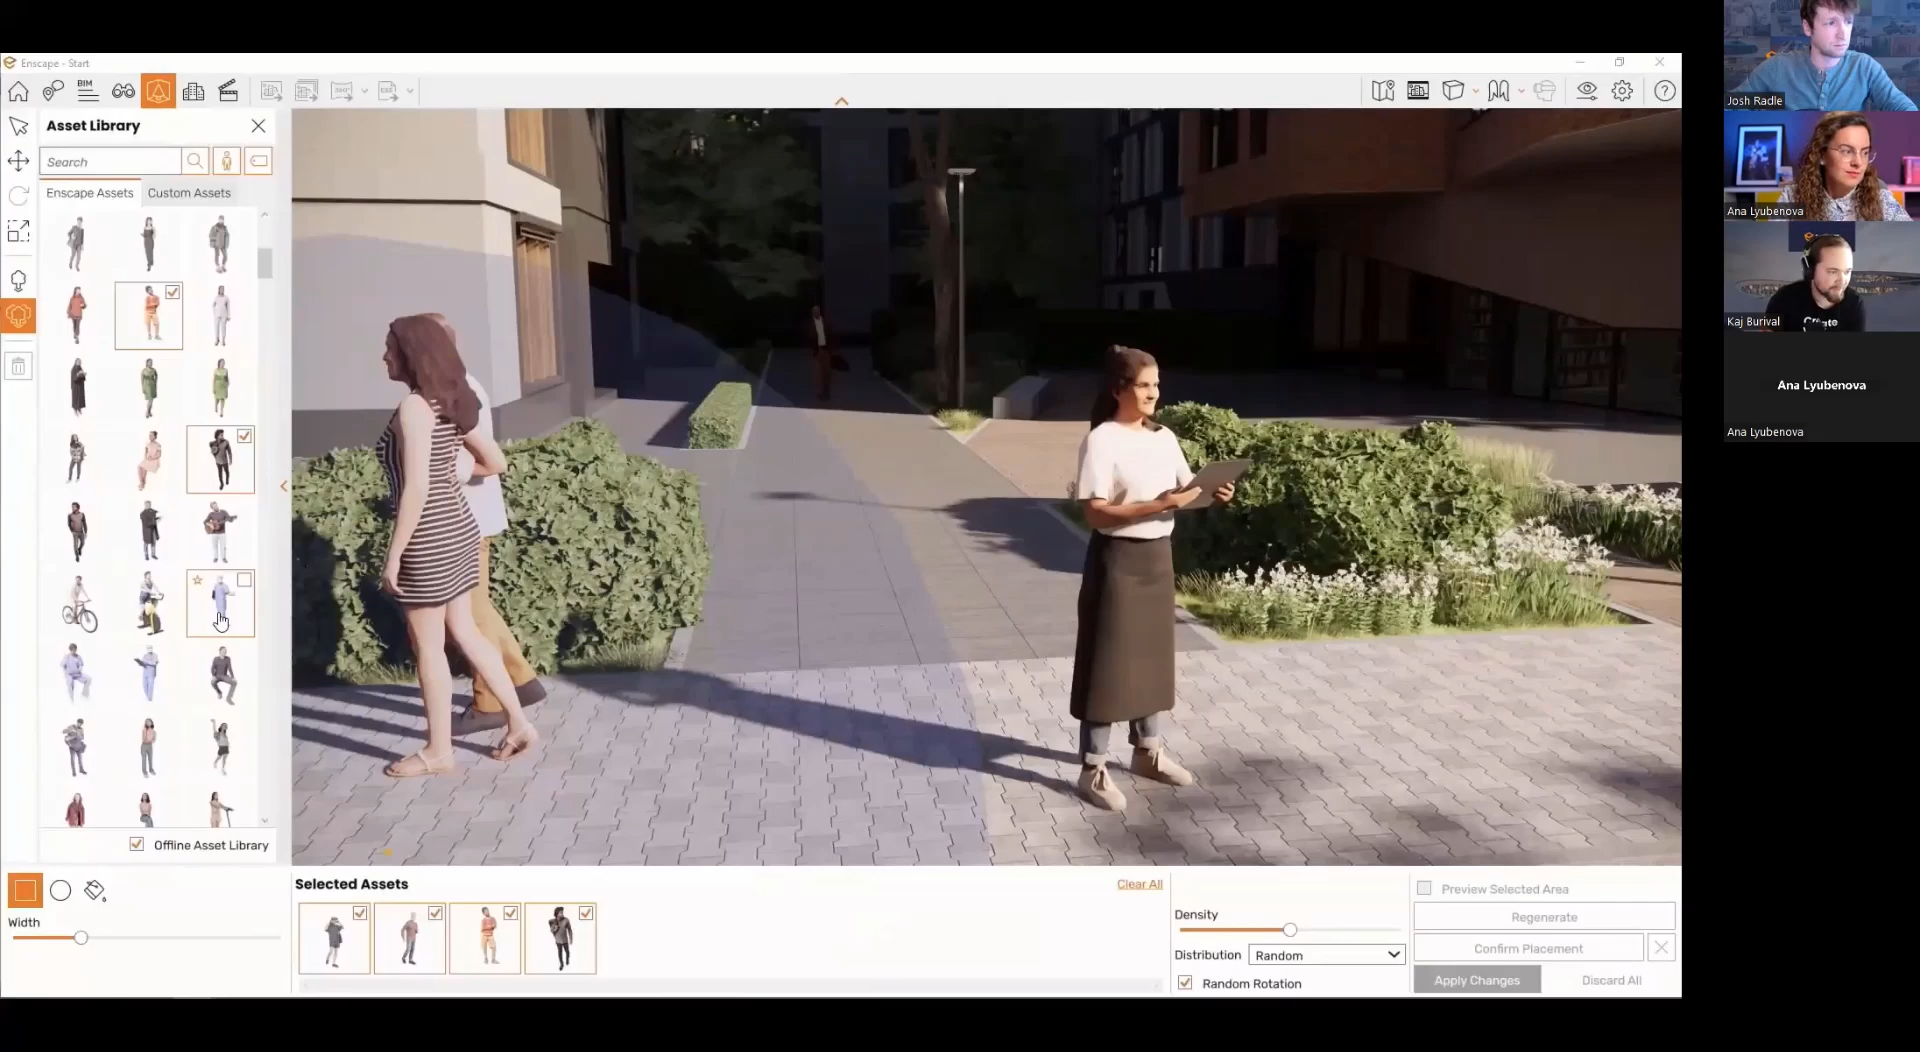 Enscape - Start
BIM
360°
Asset Library
Search
Enscape Assets
Custom Assets
Offline Asset Library
Width
Selected Assets
Clear All
Density
Distribution
Random
Random Rotation
Preview Selected Area
Regenerate
Confirm Placement
Apply Changes
Discard All
Josh Radle
Ana Lyubenova
Create
Kaj Burival
Ana Lyubenova
Ana Lyubenova